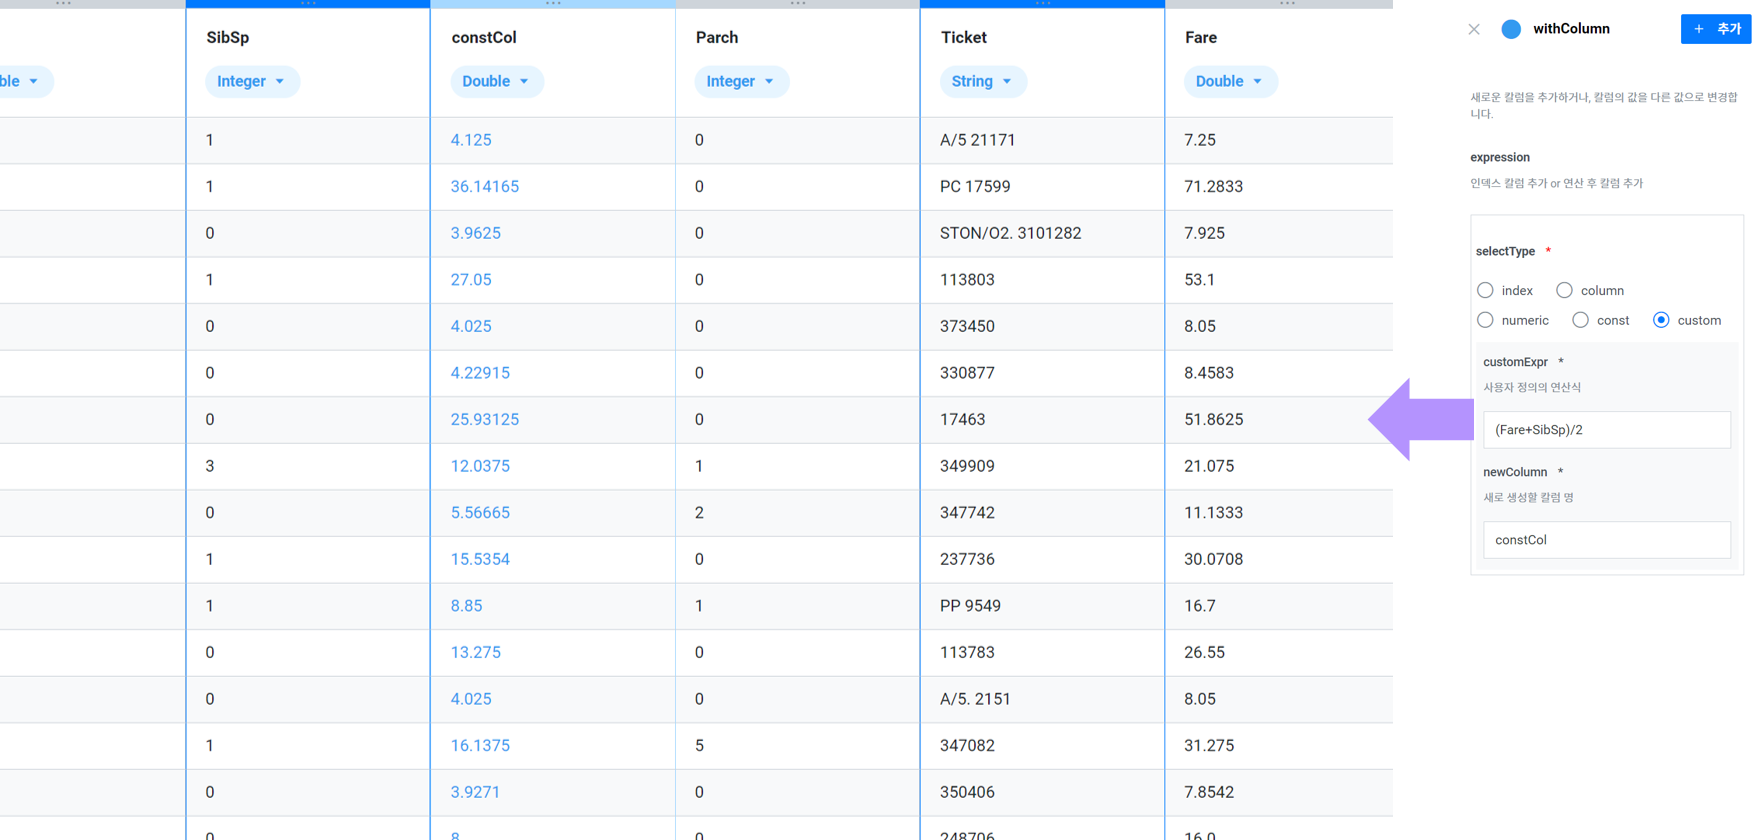 SibSp constCol Parch Ticket Fare
ble Integer Double Integer String Double
1 4.125 0 A/5 21171 7.25
1 36.14165 0 PC 17599 71.2833
0 3.9625 0 STON/O2. 3101282 7.925
1 27.05 0 113803 53.1
0 4.025 0 373450 8.05
0 4.22915 0 330877 8.4583
0 25.93125 0 17463 51.8625
3 12.0375 1 349909 21.075
0 5.56665 2 347742 11.1333
1 15.5354 0 237736 30.0708
1 8.85 1 PP 9549 16.7
0 13.275 0 113783 26.55
0 4.025 0 A/5. 2151 8.05
1 16.1375 5 347082 31.275
0 3.9271 0 350406 7.8542
0 8 0 248706 16.0
withColumn
+ 추가
새로운 칼럼을 추가하거나, 칼럼의 값을 다른 값으로 변경합
니다.
expression
인덱스 칼럼 추가 or 연산 후 칼럼 추가
selectType *
index column
numeric const custom
customExpr *
사용자 정의의 연산식
(Fare+SibSp)/2
newColumn *
새로 생성할 칼럼 명
constCol